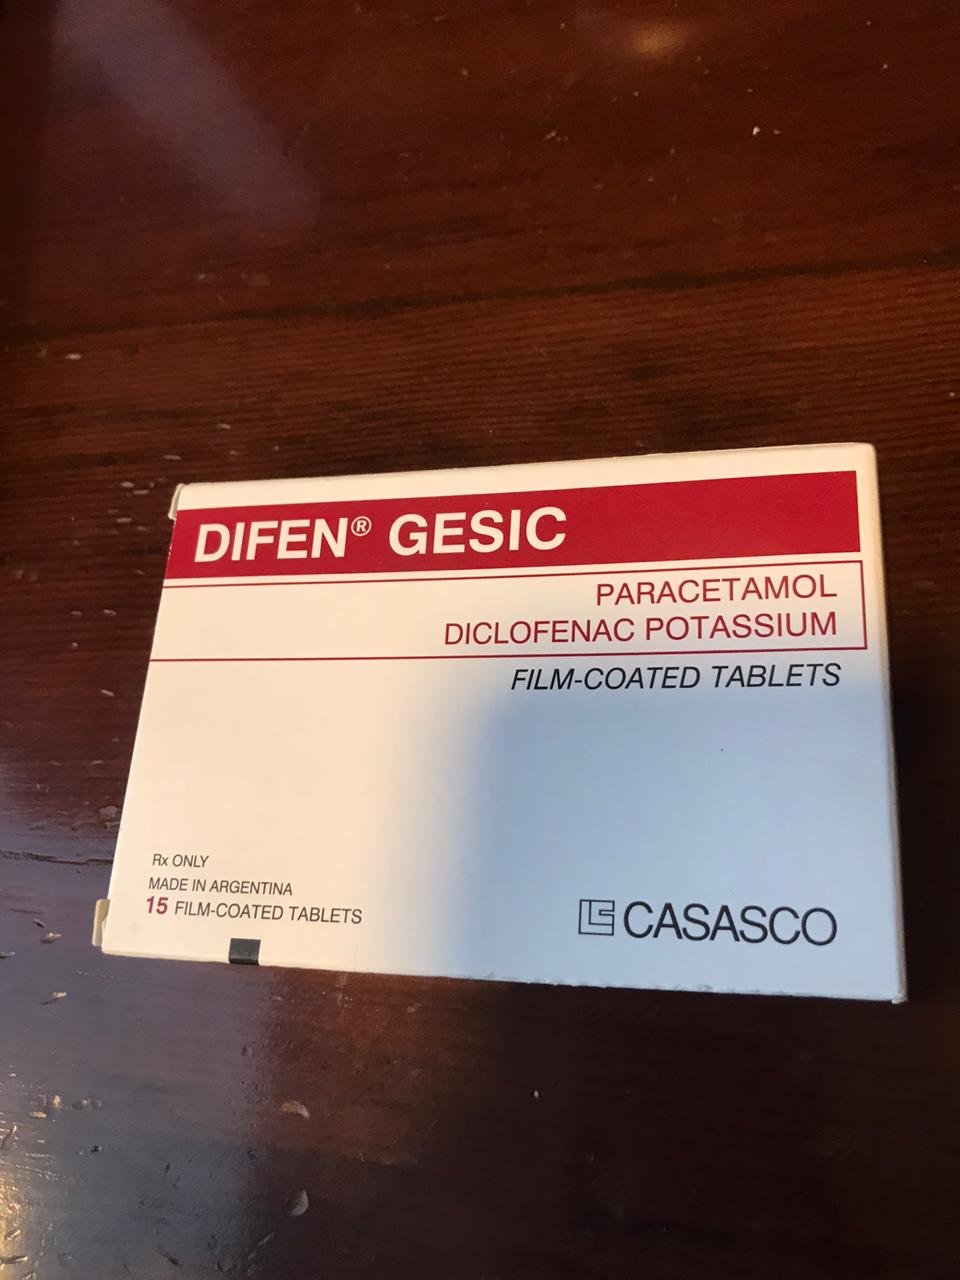 DIFEN® GESIC
PARACETAMOL
DICLOFENAC POTASSIUM
FILM-COATED TABLETS
Rx ONLY
MADE IN ARGENTINA
15 FILM-COATED TABLETS
CASASCO